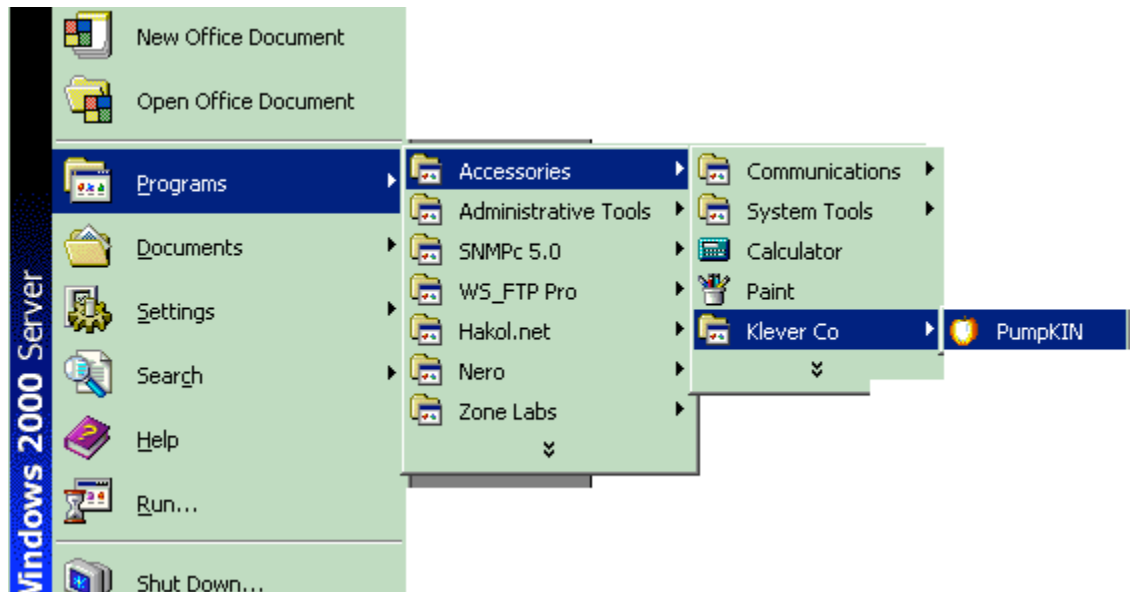 New Office Document
Open Office Document
Programs
Documents
Settings
Search
Help
Run...
Shut Down...
Windows 2000 Server
Accessories
Administrative Tools
SNMPc 5.0
WS_FTP Pro
Hakol.net
Nero
Zone Labs
Communications
System Tools
Calculator
Paint
Klever Co
PumpKIN